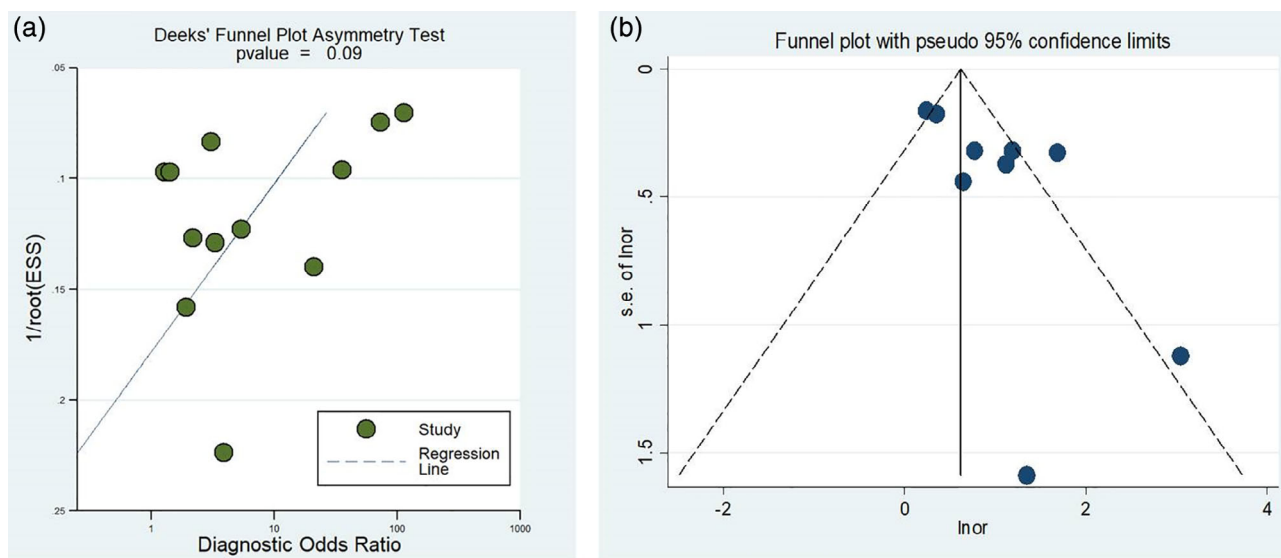 (a)
Deeks' Funnel Plot Asymmetry Test
pvalue = 0.09
.05
.1
.15
.2
.25
1/root(ESS)
Study
Regression
Line
1
10
100
1000
Diagnostic Odds Ratio
(b)
Funnel plot with pseudo 95% confidence limits
0
.5
1
1.5
s.e. of lnor
-2
0
2
4
lnor